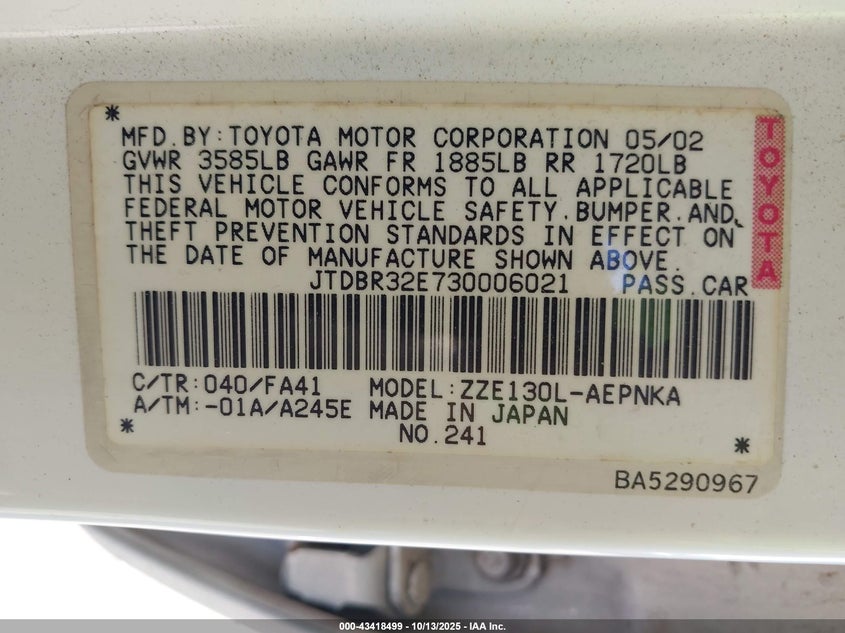 *
MFD.BY:TOYOTA MOTOR CORPORATION 05/02
GVWR 3585LB GAWR FR 1885LB RR 1720LB
THIS VEHICLE CONFORMS TO ALL APPLICABLE
FEDERAL MOTOR VEHICLE SAFETY.BUMPER.AND
THEFT PREVENTION STANDARDS IN EFFECT ON
THE DATE OF MANUFACTURE SHOWN ABOVE.
JTDBR32E730006021 PASS.CAR
TOYOTA
C/TR:040/FA41 MODEL:ZZE130L-AEPNKA
A/TM:-01A/A245E MADE IN JAPAN
* NO.241 *
BA5290967
000-43418499 - 10/13/2025 - IAA Inc.